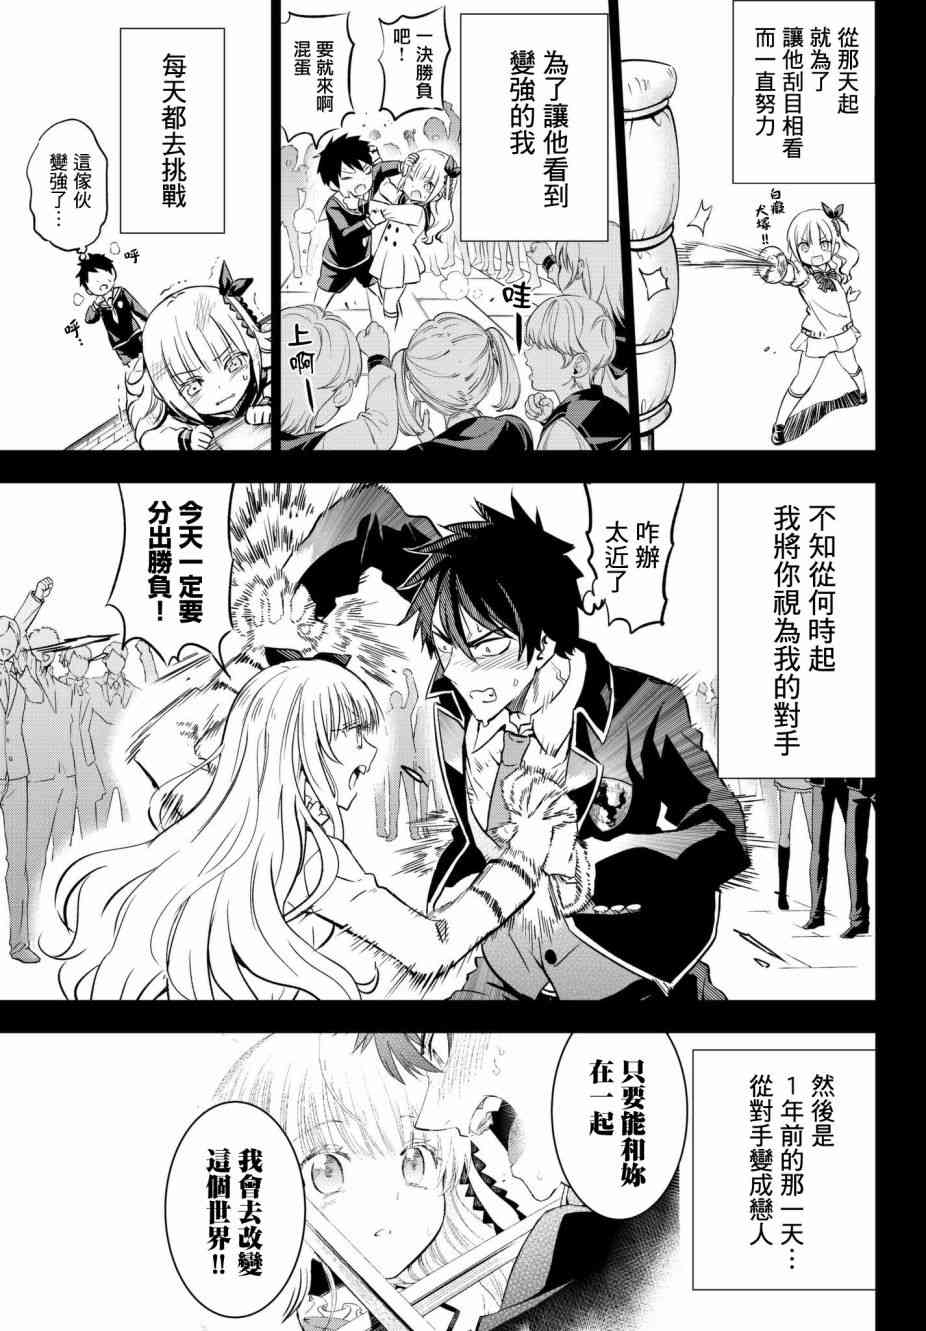 從那天起
就為了
讓他刮目相看
而一直努力
白癡
犬塚!!
為了讓他看到
變強的我
一決勝負
吧！
要就來啊
混蛋
哇—
上啊—
每天都去挑戰
這傢伙
變強了…
呼
呼…
不知從何時起
我將你視為我的對手
咋辦
太近了
今天一定要
分出勝負！
然後是
1年前的那一天…
從對手變成戀人
只要能和妳
在一起
我會去改變
這個世界!!